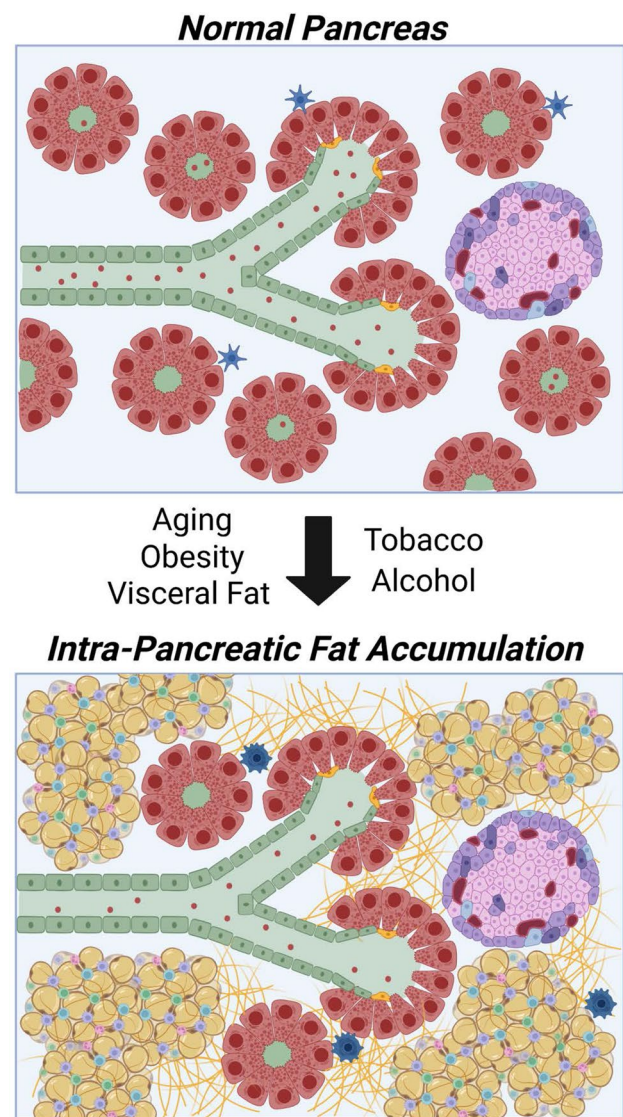 Normal Pancreas
Aging
Obesity
Visceral Fat
Tobacco
Alcohol
Intra-Pancreatic Fat Accumulation